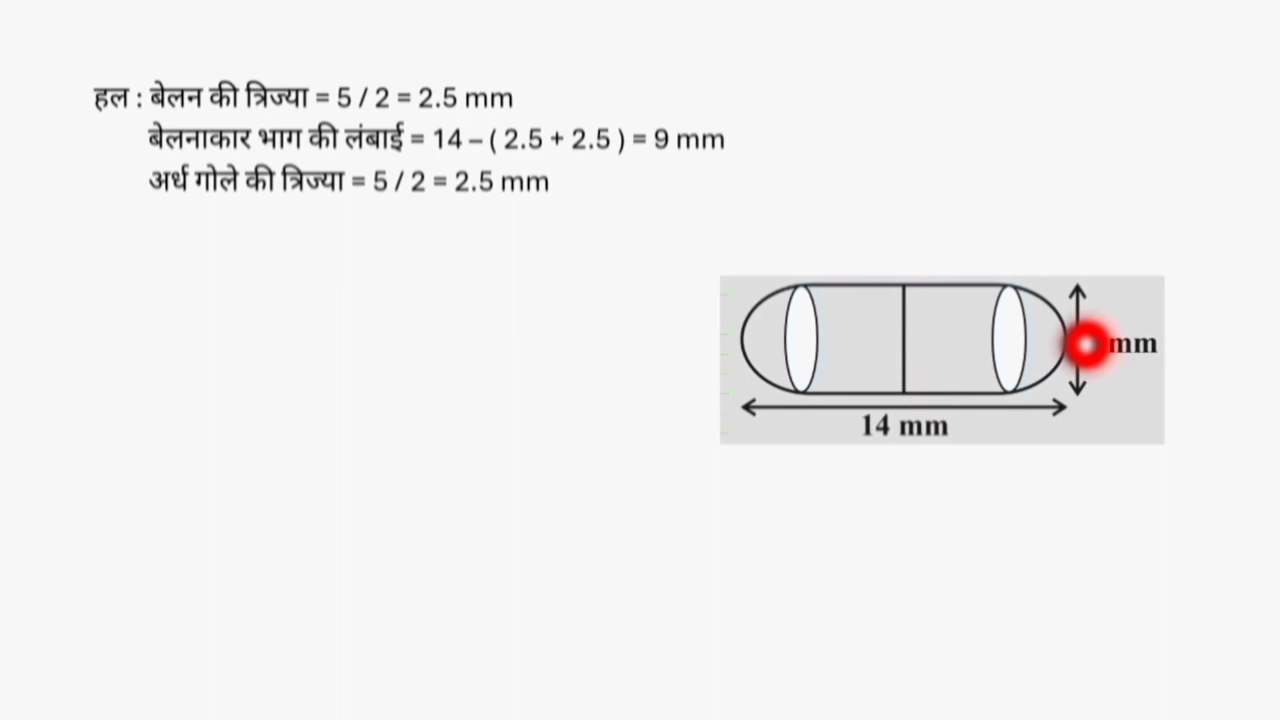 हल : बेलन की त्रिज्या = 5 / 2 = 2.5 mm
बेलनाकार भाग की लंबाई = 14 – ( 2.5 + 2.5 ) = 9 mm
अर्ध गोले की त्रिज्या = 5 / 2 = 2.5 mm
mm
14 mm